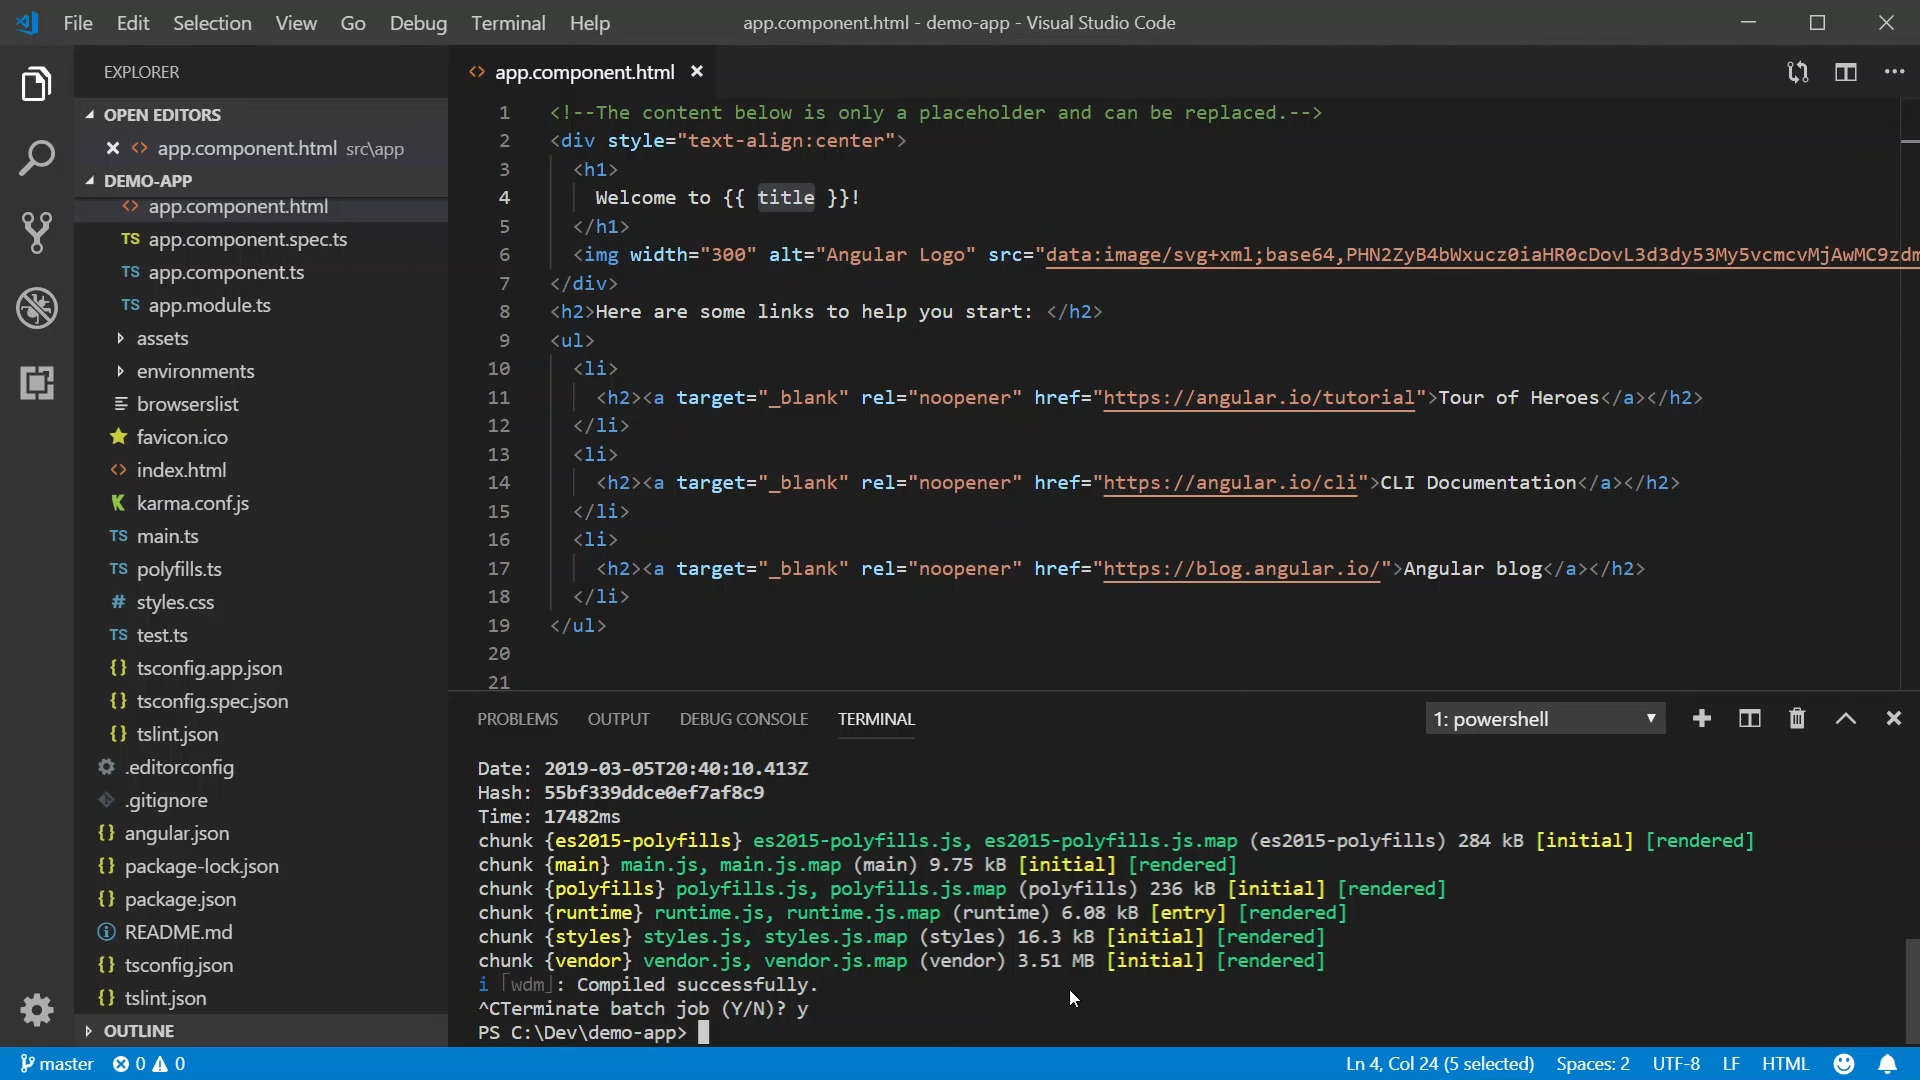 File Edit Selection View Go Debug Terminal Help
app.component.html - demo-app - Visual Studio Code
EXPLORER
OPEN EDITORS
app.component.html src\app
DEMO-APP
app.component.html
TS app.component.spec.ts
TS app.component.ts
TS app.module.ts
assets
environments
browserslist
favicon.ico
<> index.html
karma.conf.js
TS main.ts
TS polyfills.ts
# styles.css
TS test.ts
{} tsconfig.app.json
{} tsconfig.spec.json
{} tslint.json
.editorconfig
.gitignore
{} angular.json
{} package-lock.json
{} package.json
README.md
{} tsconfig.json
{} tslint.json
OUTLINE
<> app.component.html
1 <!--The content below is only a placeholder and can be replaced.-->
2 <div style="text-align:center">
3 <h1>
4 Welcome to {{ title }}!
5 </h1>
6 <img width="300" alt="Angular Logo" src="data:image/svg+xml;base64,PHN2ZyB4bWxucz0iaHR0cDovL3d3dy53My5vcmcvMjAwMC9zdm
7 </div>
8 <h2>Here are some links to help you start: </h2>
9 <ul>
10 <li>
11 <h2><a target="_blank" rel="noopener" href="https://angular.io/tutorial">Tour of Heroes</a></h2>
12 </li>
13 <li>
14 <h2><a target="_blank" rel="noopener" href="https://angular.io/cli">CLI Documentation</a></h2>
15 </li>
16 <li>
17 <h2><a target="_blank" rel="noopener" href="https://blog.angular.io/">Angular blog</a></h2>
18 </li>
19 </ul>
20
21
PROBLEMS OUTPUT DEBUG CONSOLE TERMINAL
1: powershell
Date: 2019-03-05T20:40:10.413Z
Hash: 55bf339ddce0ef7af8c9
Time: 17482ms
chunk {es2015-polyfills} es2015-polyfills.js, es2015-polyfills.js.map (es2015-polyfills) 284 kB [initial] [rendered]
chunk {main} main.js, main.js.map (main) 9.75 kB [initial] [rendered]
chunk {polyfills} polyfills.js, polyfills.js.map (polyfills) 236 kB [initial] [rendered]
chunk {runtime} runtime.js, runtime.js.map (runtime) 6.08 kB [entry] [rendered]
chunk {styles} styles.js, styles.js.map (styles) 16.3 kB [initial] [rendered]
chunk {vendor} vendor.js, vendor.js.map (vendor) 3.51 MB [initial] [rendered]
i ｢wdm｣: Compiled successfully.
^CTerminate batch job (Y/N)? y
PS C:\Dev\demo-app>
master 0 0
Ln 4, Col 24 (5 selected) Spaces: 2 UTF-8 LF HTML